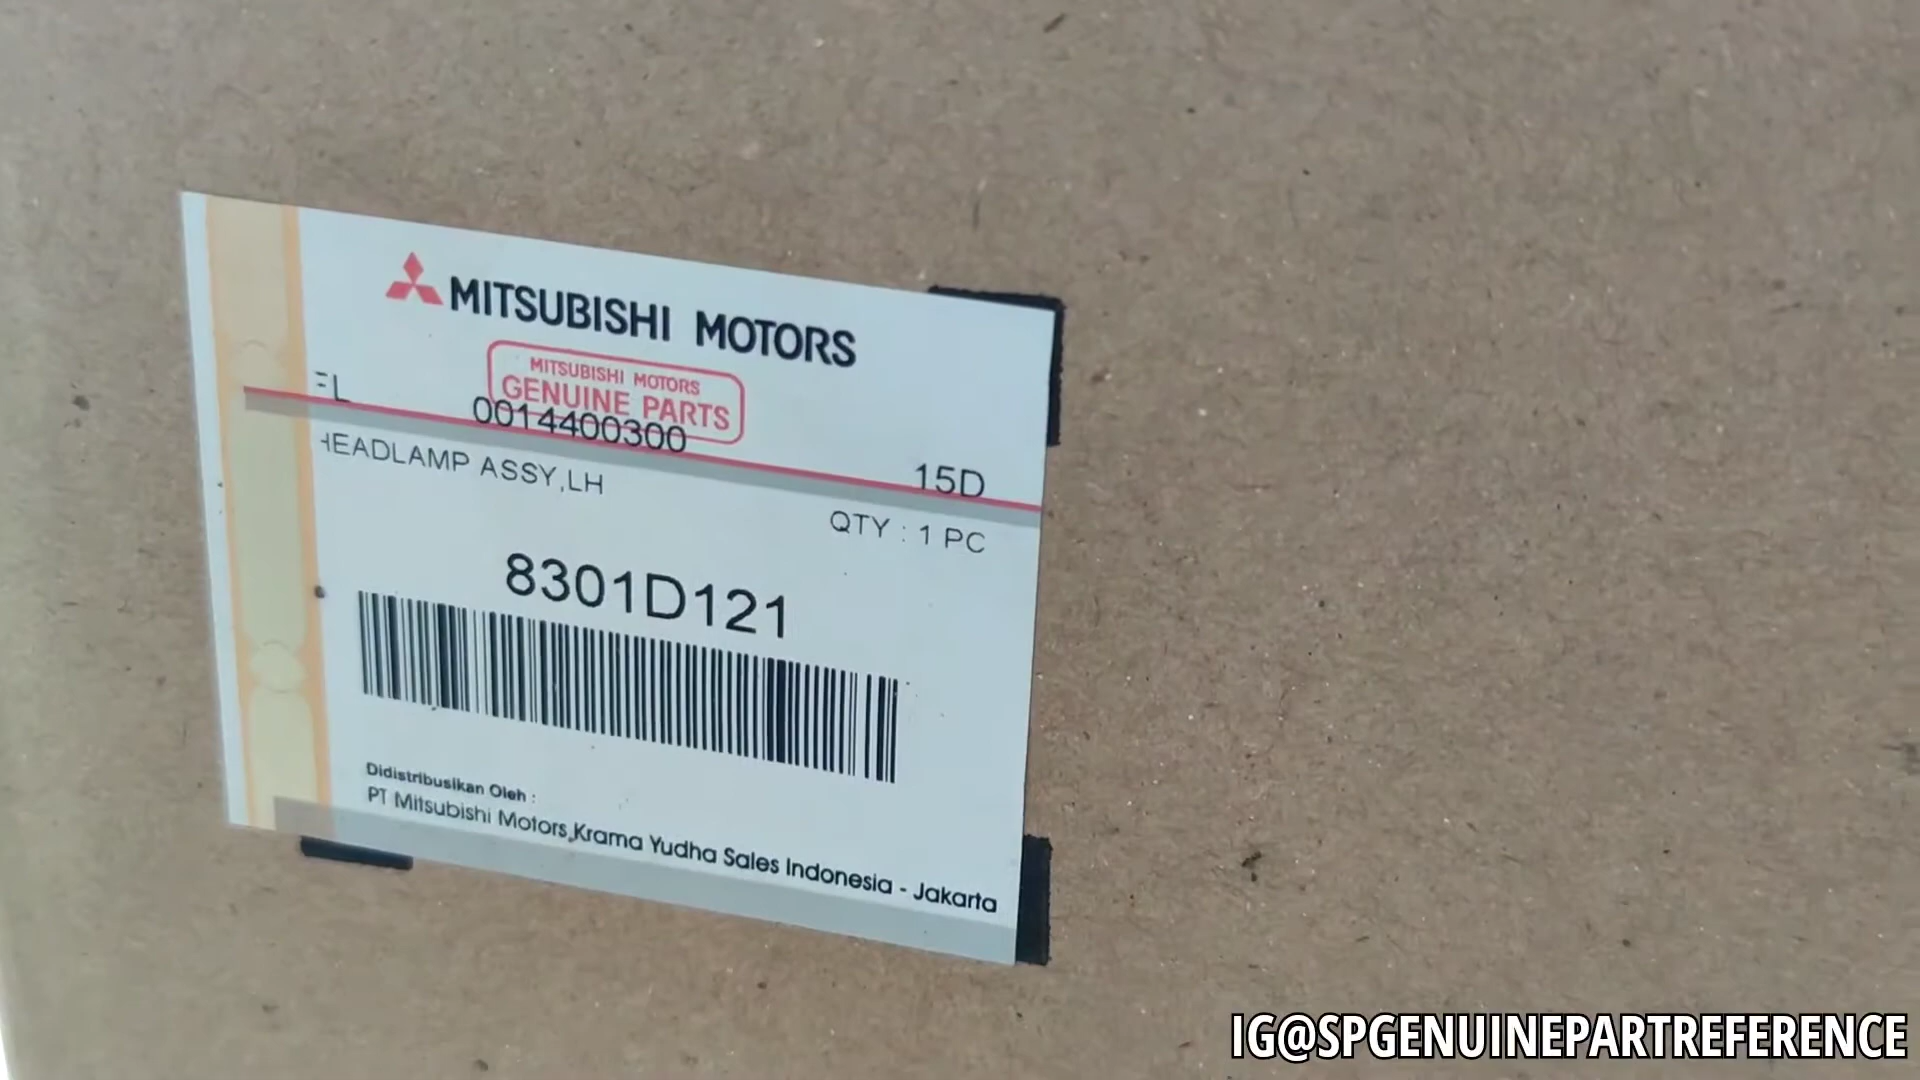 MITSUBISHI MOTORS
MITSUBISHI MOTORS
GENUINE PARTS
FL 0014400300 15D
HEADLAMP ASSY,LH
QTY : 1 PC
8301D121
Didistribusikan Oleh :
PT Mitsubishi Motors Krama Yudha Sales Indonesia - Jakarta
IG@SPGENUINEPARTREFERENCE